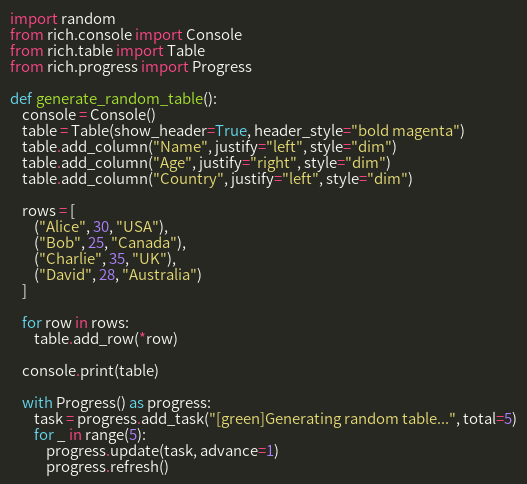 import random
from rich.console import Console
from rich.table import Table
from rich.progress import Progress

def generate_random_table():
    console = Console()
    table = Table(show_header=True, header_style="bold magenta")
    table.add_column("Name", justify="left", style="dim")
    table.add_column("Age", justify="right", style="dim")
    table.add_column("Country", justify="left", style="dim")

    rows = [
        ("Alice", 30, "USA"),
        ("Bob", 25, "Canada"),
        ("Charlie", 35, "UK"),
        ("David", 28, "Australia")
    ]

    for row in rows:
        table.add_row(*row)

    console.print(table)

    with Progress() as progress:
        task = progress.add_task("[green]Generating random table...", total=5)
        for _ in range(5):
            progress.update(task, advance=1)
            progress.refresh()